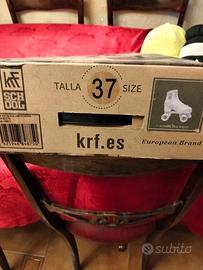 KRF
SCHOOL
TALLA 37 SIZE
krf.es
European Brand
subito